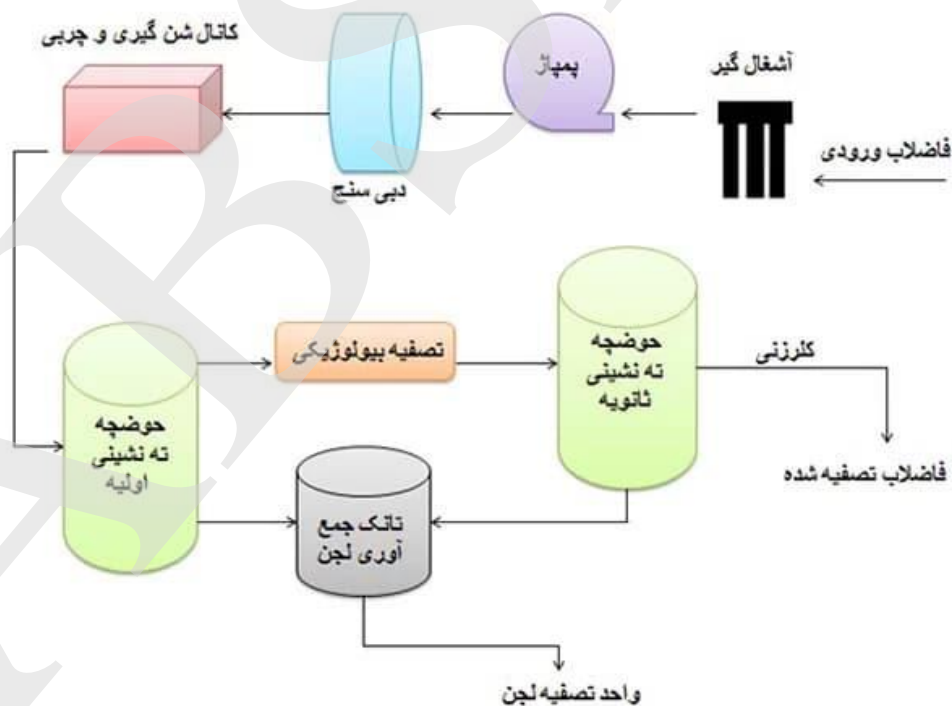 کانال شن گیری و چربی
پمپاژ
آشغال گیر
فاضلاب ورودی
دبی سنج
حوضچه
ته نشینی
ثانویه
تصفیه بیولوژیکی
کلرزنی
حوضچه
ته نشینی
اولیه
فاضلاب تصفیه شده
تانک جمع
آوری لجن
واحد تصفیه لجن